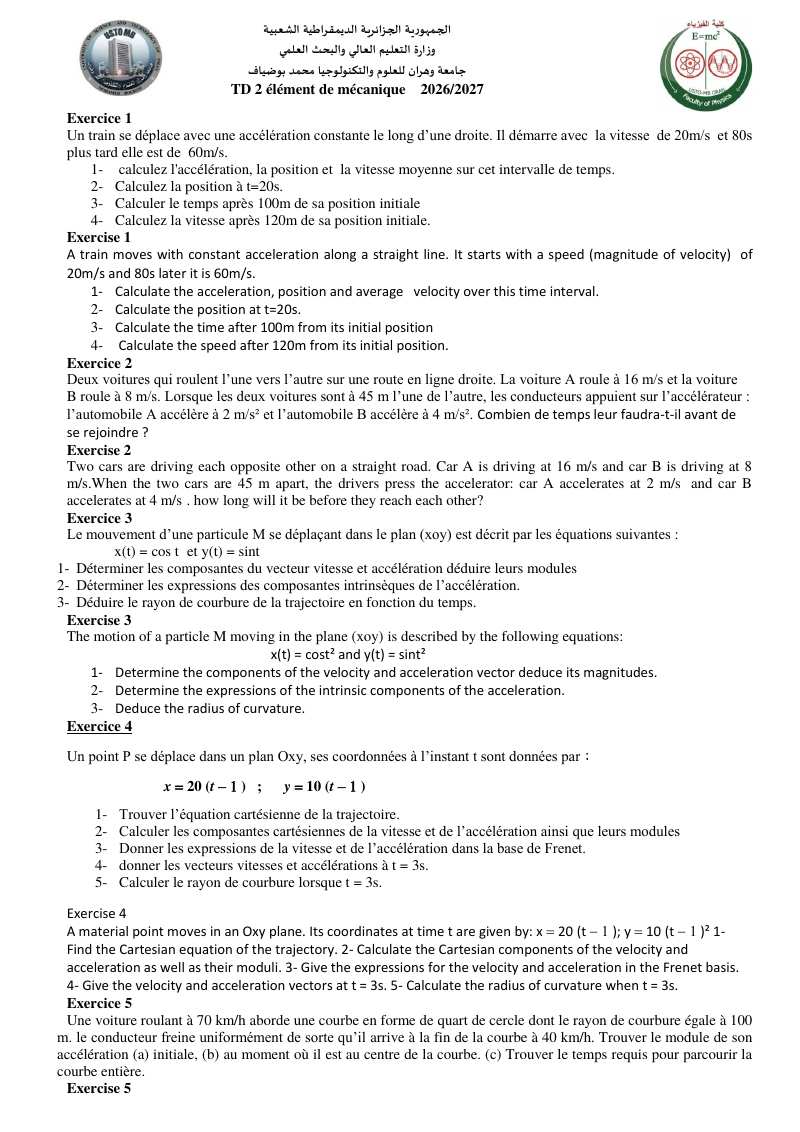 الجمهورية الجزائرية الديمقراطية الشعبية
وزارة التعليم العالي والبحث العلمي
جامعة وهران للعلوم والتكنولوجيا محمد بوضياف
TD 2 élément de mécanique 2026/2027
USTOMB
كلية الفيزياء
E=mc²
USTO-MB ORAN
Faculty of Physics
Exercice 1
Un train se déplace avec une accélération constante le long d’une droite. Il démarre avec la vitesse de 20m/s et 80s
plus tard elle est de 60m/s.
1- calculez l'accélération, la position et la vitesse moyenne sur cet intervalle de temps.
2- Calculez la position à t=20s.
3- Calculer le temps après 100m de sa position initiale
4- Calculez la vitesse après 120m de sa position initiale.
Exercise 1
A train moves with constant acceleration along a straight line. It starts with a speed (magnitude of velocity) of
20m/s and 80s later it is 60m/s.
1- Calculate the acceleration, position and average velocity over this time interval.
2- Calculate the position at t=20s.
3- Calculate the time after 100m from its initial position
4- Calculate the speed after 120m from its initial position.
Exercice 2
Deux voitures qui roulent l’une vers l’autre sur une route en ligne droite. La voiture A roule à 16 m/s et la voiture
B roule à 8 m/s. Lorsque les deux voitures sont à 45 m l’une de l’autre, les conducteurs appuient sur l’accélérateur :
l’automobile A accélère à 2 m/s² et l’automobile B accélère à 4 m/s². Combien de temps leur faudra-t-il avant de
se rejoindre ?
Exercise 2
Two cars are driving each opposite other on a straight road. Car A is driving at 16 m/s and car B is driving at 8
m/s.When the two cars are 45 m apart, the drivers press the accelerator: car A accelerates at 2 m/s and car B
accelerates at 4 m/s . how long will it be before they reach each other?
Exercice 3
Le mouvement d’une particule M se déplaçant dans le plan (xoy) est décrit par les équations suivantes :
x(t) = cos t et y(t) = sint
1- Déterminer les composantes du vecteur vitesse et accélération déduire leurs modules
2- Déterminer les expressions des composantes intrinsèques de l’accélération.
3- Déduire le rayon de courbure de la trajectoire en fonction du temps.
Exercise 3
The motion of a particle M moving in the plane (xoy) is described by the following equations:
x(t) = cost² and y(t) = sint²
1- Determine the components of the velocity and acceleration vector deduce its magnitudes.
2- Determine the expressions of the intrinsic components of the acceleration.
3- Deduce the radius of curvature.
Exercice 4
Un point P se déplace dans un plan Oxy, ses coordonnées à l’instant t sont données par :
x = 20 (t – 1 ) ; y = 10 (t – 1 )
1- Trouver l’équation cartésienne de la trajectoire.
2- Calculer les composantes cartésiennes de la vitesse et de l’accélération ainsi que leurs modules
3- Donner les expressions de la vitesse et de l’accélération dans la base de Frenet.
4- donner les vecteurs vitesses et accélérations à t = 3s.
5- Calculer le rayon de courbure lorsque t = 3s.
Exercise 4
A material point moves in an Oxy plane. Its coordinates at time t are given by: x = 20 (t – 1 ); y = 10 (t – 1 )² 1-
Find the Cartesian equation of the trajectory. 2- Calculate the Cartesian components of the velocity and
acceleration as well as their moduli. 3- Give the expressions for the velocity and acceleration in the Frenet basis.
4- Give the velocity and acceleration vectors at t = 3s. 5- Calculate the radius of curvature when t = 3s.
Exercice 5
Une voiture roulant à 70 km/h aborde une courbe en forme de quart de cercle dont le rayon de courbure égale à 100
m. le conducteur freine uniformément de sorte qu’il arrive à la fin de la courbe à 40 km/h. Trouver le module de son
accélération (a) initiale, (b) au moment où il est au centre de la courbe. (c) Trouver le temps requis pour parcourir la
courbe entière.
Exercise 5